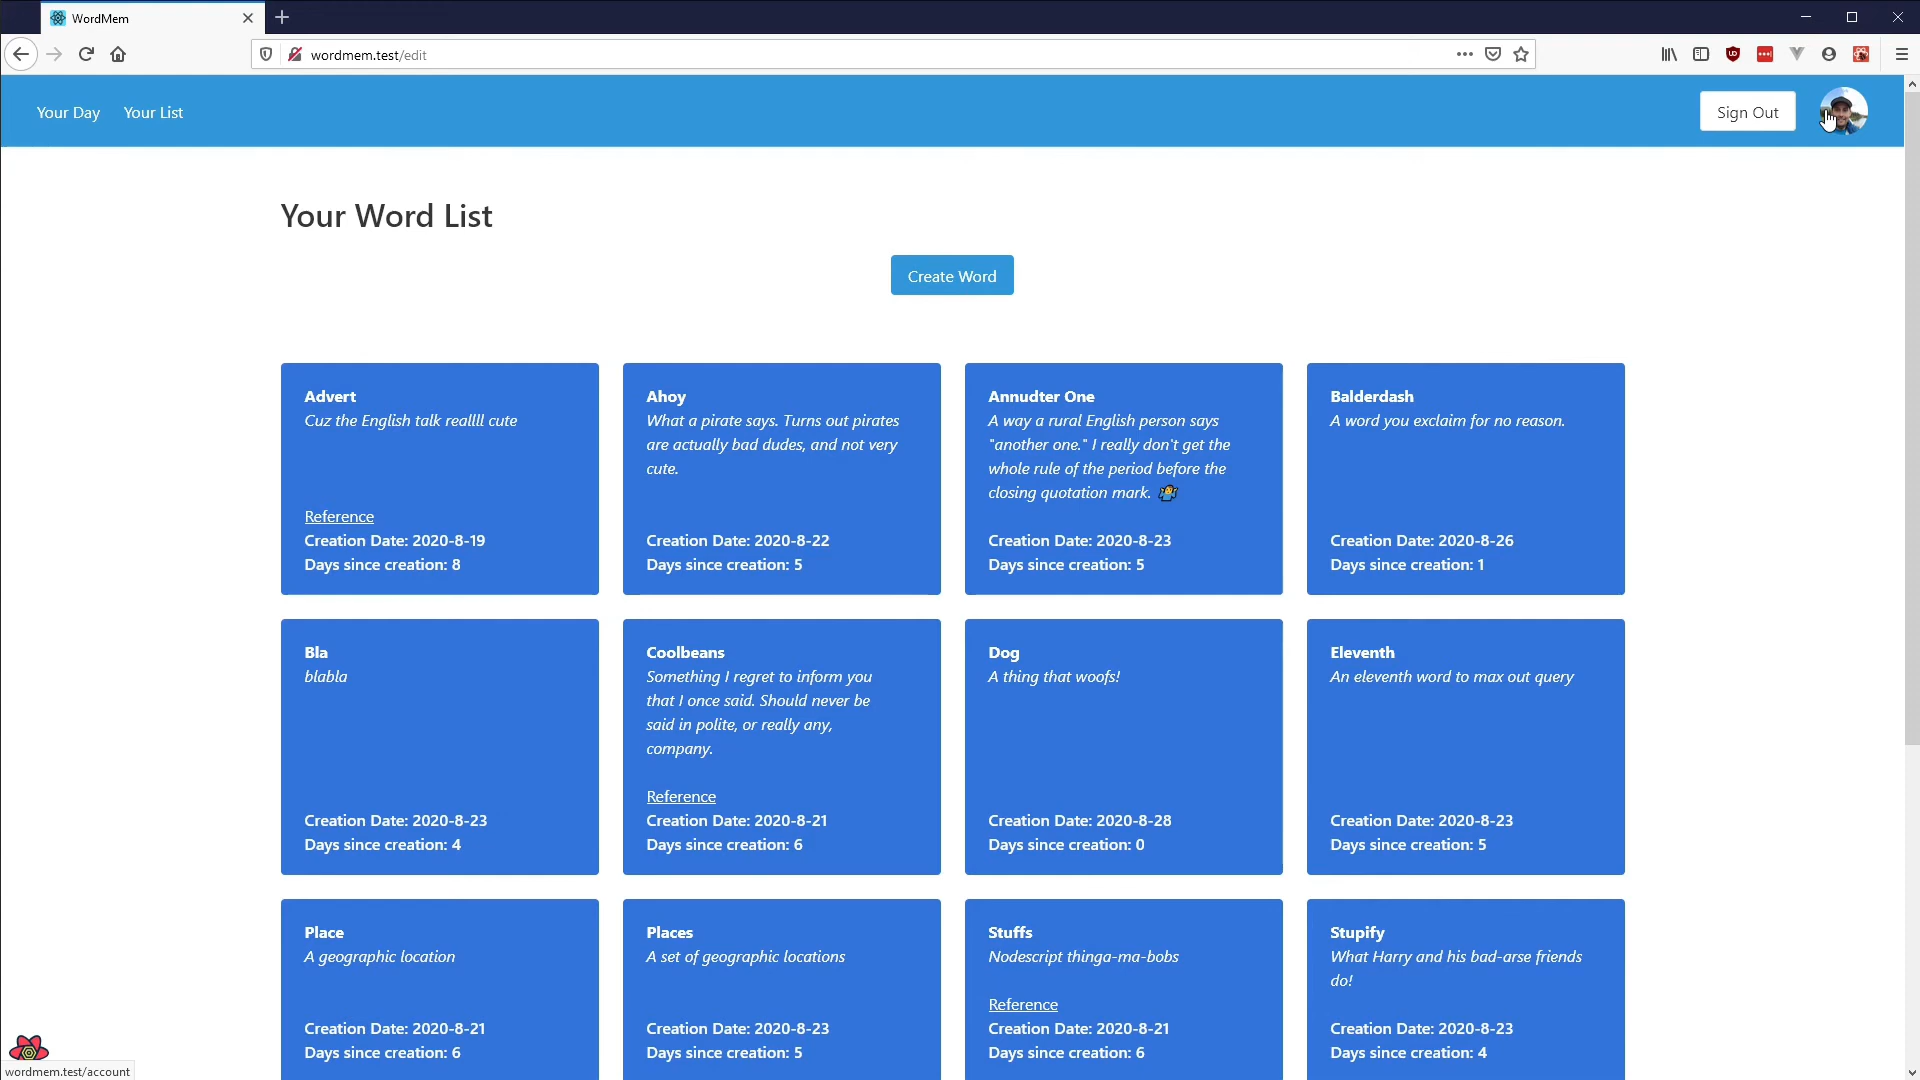 WordMem
wordmem.test/edit
Your Day
Your List
Sign Out
Your Word List
Create Word
Advert
Cuz the English talk reallll cute
Reference
Creation Date: 2020-8-19
Days since creation: 8
Ahoy
What a pirate says. Turns out pirates
are actually bad dudes, and not very
cute.
Creation Date: 2020-8-22
Days since creation: 5
Annudter One
A way a rural English person says
"another one." I really don't get the
whole rule of the period before the
closing quotation mark. 🤷
Creation Date: 2020-8-23
Days since creation: 5
Balderdash
A word you exclaim for no reason.
Creation Date: 2020-8-26
Days since creation: 1
Bla
blabla
Creation Date: 2020-8-23
Days since creation: 4
Coolbeans
Something I regret to inform you
that I once said. Should never be
said in polite, or really any,
company.
Reference
Creation Date: 2020-8-21
Days since creation: 6
Dog
A thing that woofs!
Creation Date: 2020-8-28
Days since creation: 0
Eleventh
An eleventh word to max out query
Creation Date: 2020-8-23
Days since creation: 5
Place
A geographic location
Creation Date: 2020-8-21
Days since creation: 6
Places
A set of geographic locations
Creation Date: 2020-8-23
Days since creation: 5
Stuffs
Nodescript thinga-ma-bobs
Reference
Creation Date: 2020-8-21
Days since creation: 6
Stupify
What Harry and his bad-arse friends
do!
Creation Date: 2020-8-23
Days since creation: 4
wordmem.test/account